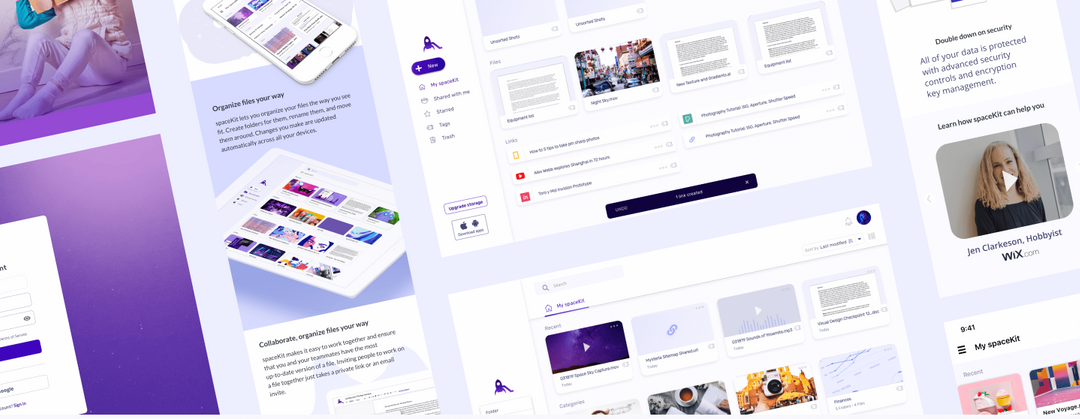 Organize files your way
spaceKit lets you organize your files the way you see
fit. Create folders for them, rename them, and move
them around. Changes you make are updated
automatically across all your devices.
Collaborate, organize files your way
spaceKit makes it easy to work together and ensure
that you and your teammates have the most
up-to-date version of a file. Inviting people to work on
a file together just takes a private link or an email
invite.
New
My spaceKit
Shared with me
Starred
Tags
Trash
Upgrade storage
Download apps
Unsorted Shots
Unsorted Shots
Files
Equipment list
Night Sky.mov
New Texture and Gradients.ai
Equipment list
Links
How to 5 tips to take pin sharp photos
Alex Webb explores Shanghai in 72 hours
Tony's Md Invision Prototype
Photography Tutorial: ISO, Aperture, Shutter Speed
Photography Tutorial: ISO, Aperture, Shutter Speed
UNDO
1 link created
Search
Sort by Last modified
My spaceKit
Recent
031819 Space Sky Capture.mov
Today
Mystella Sitemap Shared url
Today
031819 Sounds of Yosemite.mp3
Today
Visual Design Checkpoint 12_.doc
Today
Categories
Finances
Double down on security
All of your data is protected
with advanced security
controls and encryption
key management.
Learn how spaceKit can help you
Jen Clarkeson, Hobbyist
WiX.com
9:41
My spaceKit
Recent
New Voyage